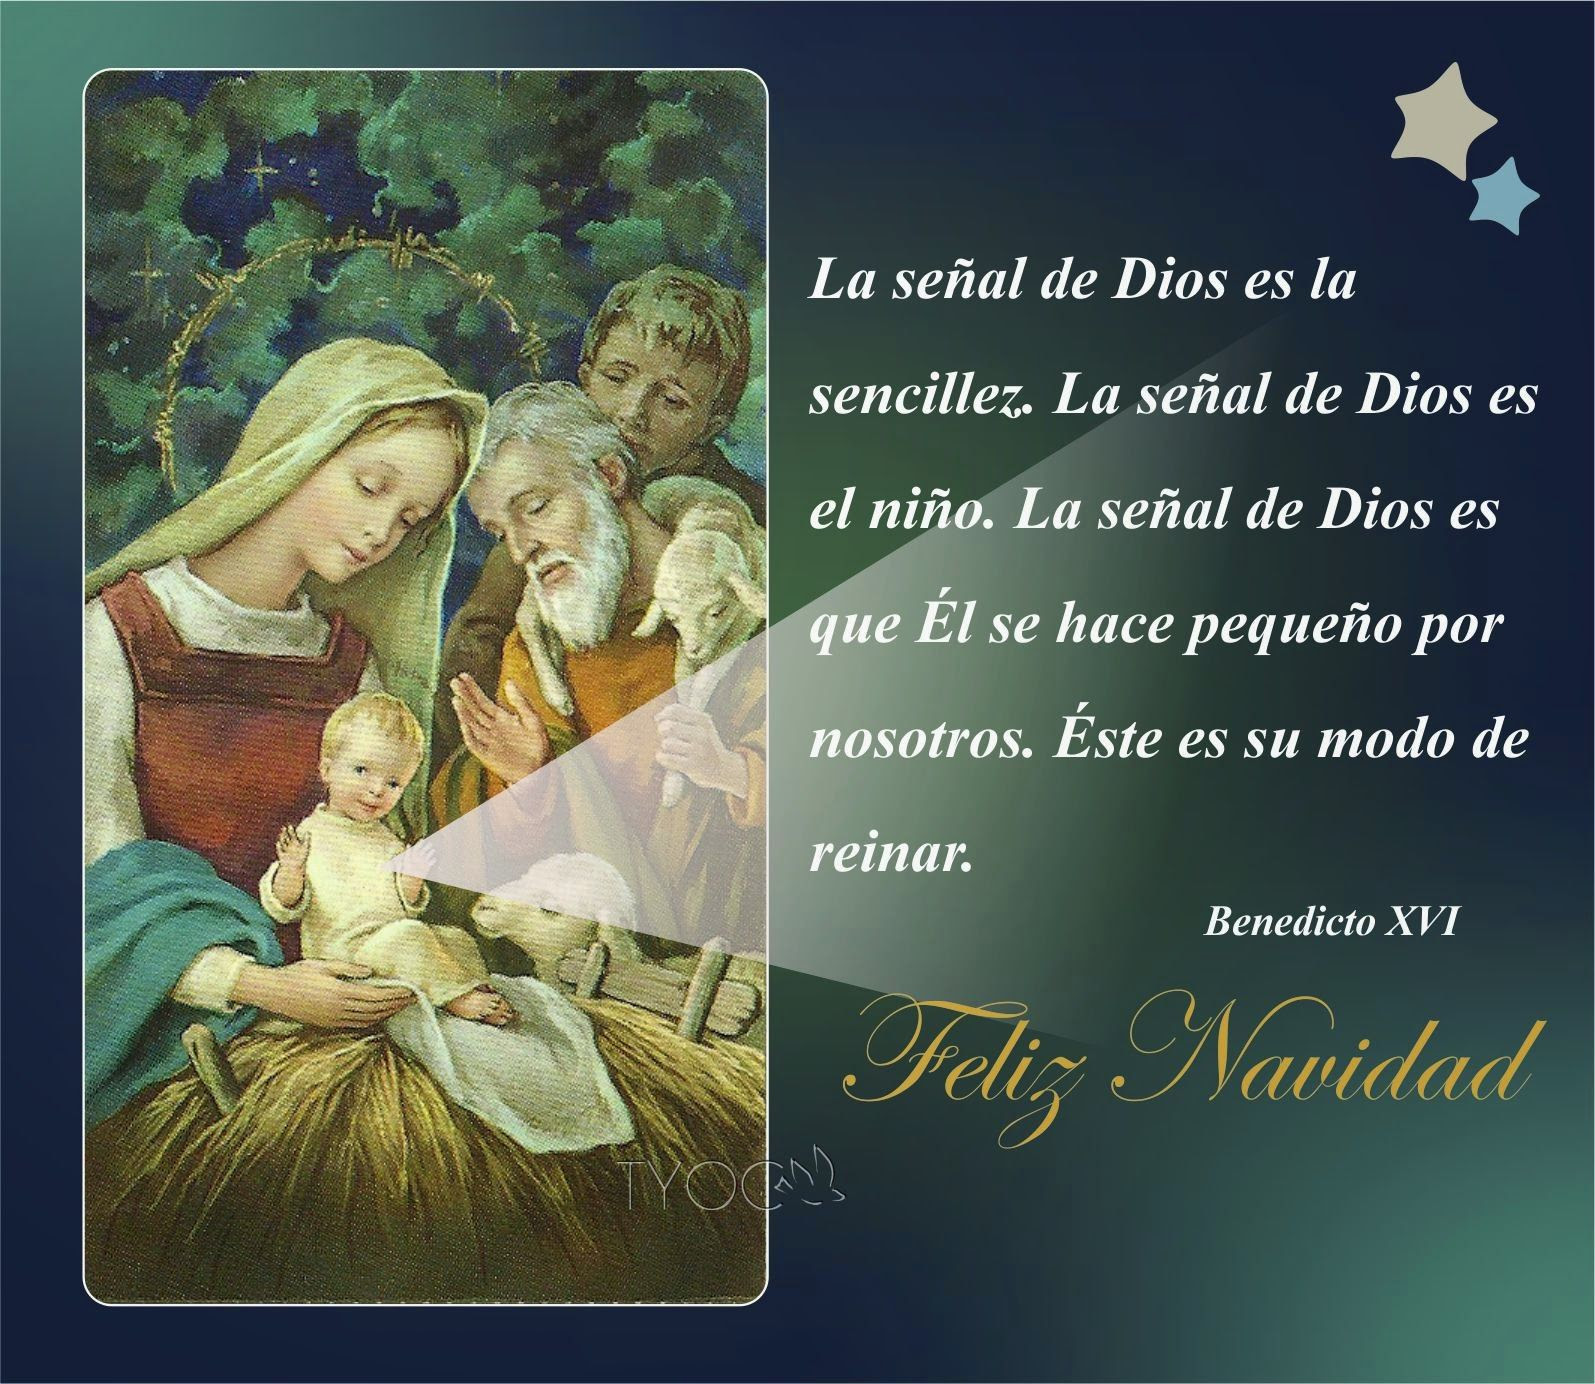 La señal de Dios es la
sencillez. La señal de Dios es
el niño. La señal de Dios es
que Él se hace pequeño por
nosotros. Éste es su modo de
reinar.
Benedicto XVI
Feliz Navidad
TYOC